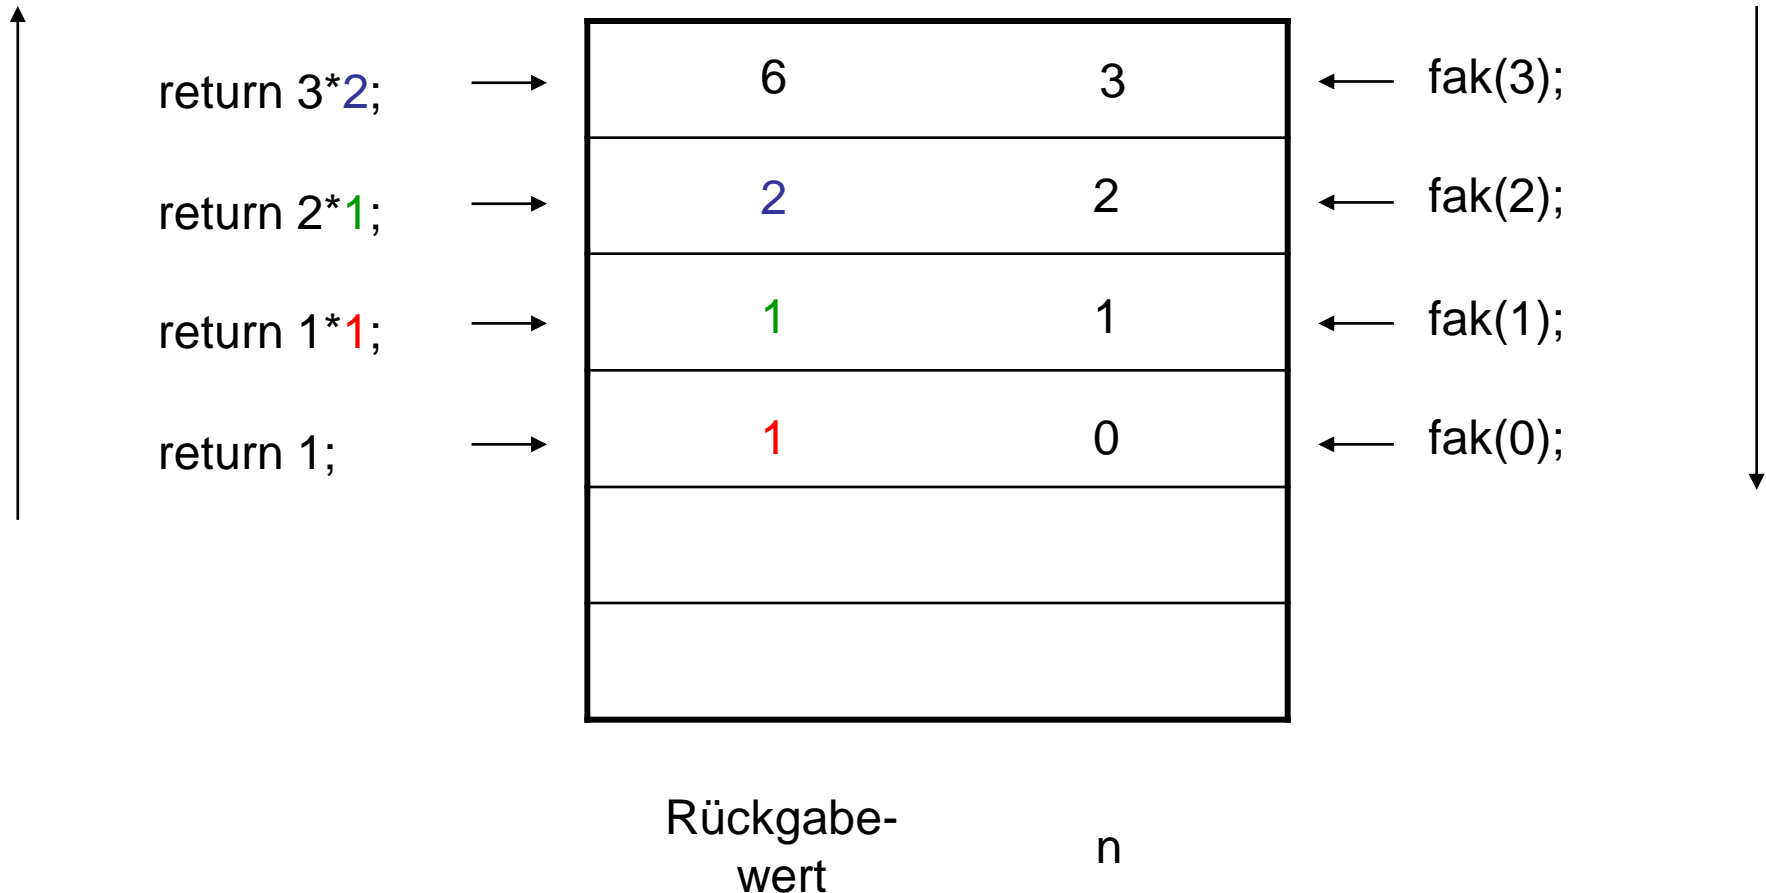 return 3*2; 6 3 fak(3);
return 2*1; 2 2 fak(2);
return 1*1; 1 1 fak(1);
return 1; 1 0 fak(0);
Rückgabe-
wert
n